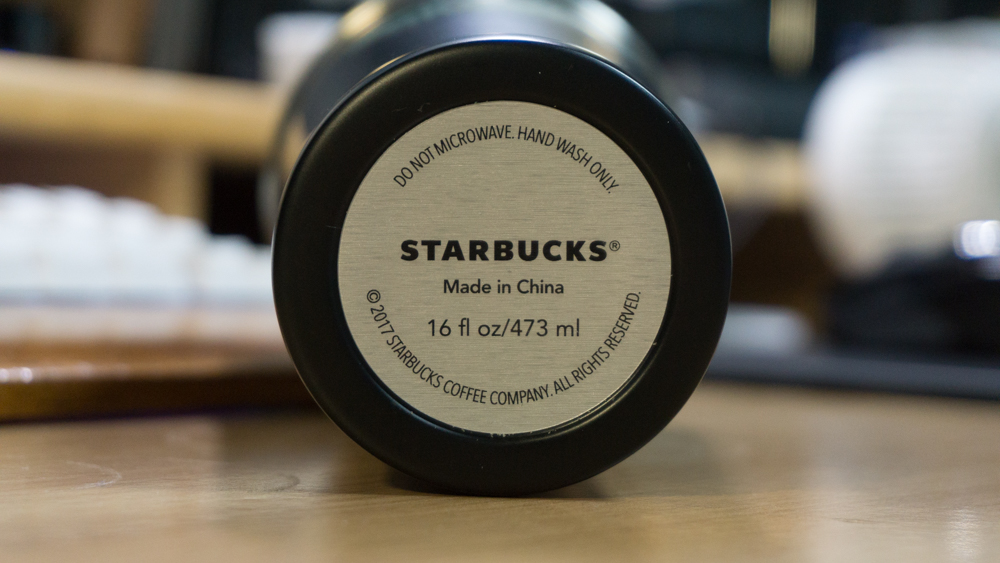 DO NOT MICROWAVE. HAND WASH ONLY.
STARBUCKS®
Made in China
16 fl oz/473 ml
© 2017 STARBUCKS COFFEE COMPANY. ALL RIGHTS RESERVED.